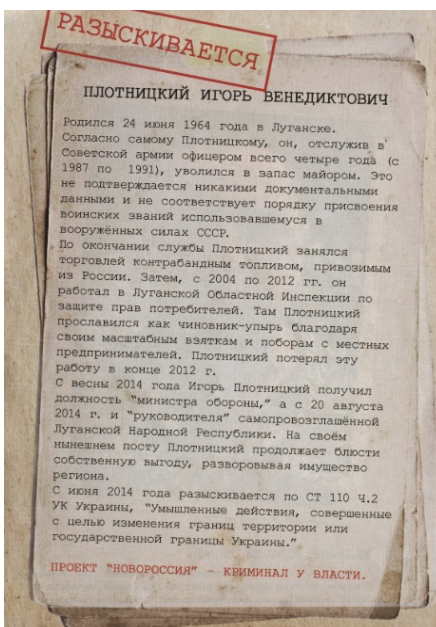 РАЗЫСКИВАЕТСЯ
ПЛОТНИЦКИЙ ИГОРЬ ВЕНЕДИКТОВИЧ
Родился 24 июня 1964 года в Луганске.
Согласно самому Плотницкому, он, отслужив в
Советской армии офицером всего четыре года (с
1987 по 1991), уволился в запас майором. Это
не подтверждается никакими документальными
данными и не соответствует порядку присвоения
воинских званий использовавшемуся в
вооружённых силах СССР.
По окончании службы Плотницкий занялся
торговлей контрабандным топливом, привозимым
из России. Затем, с 2004 по 2012 гг. он
работал в Луганской Областной Инспекции по
защите прав потребителей. Там Плотницкий
прославился как чиновник-упырь благодаря
своим масштабным взяткам и поборам с местных
предпринимателей. Плотницкий потерял эту
работу в конце 2012 г.
С весны 2014 года Игорь Плотницкий получил
должность “министра обороны,” а с 20 августа
2014 г. и “руководителя” самопровозглашённой
Луганской Народной Республики. На своём
нынешнем посту Плотницкий продолжает блюсти
собственную выгоду, разворовывая имущество
региона.
С июня 2014 года разыскивается по СТ 110 Ч.2
УК Украины, “Умышленные действия, совершенные
с целью изменения границ территории или
государственной границы Украины.”
ПРОЕКТ “НОВОРОССИЯ” – КРИМИНАЛ У ВЛАСТИ.